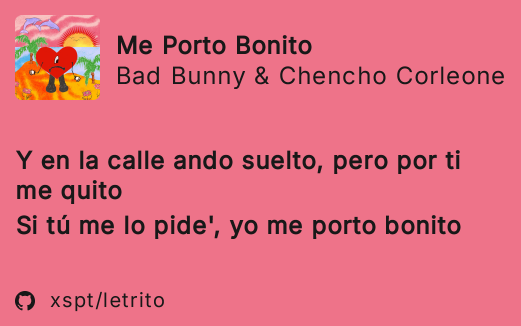 Me Porto Bonito
Bad Bunny & Chencho Corleone
Y en la calle ando suelto, pero por ti
me quito
Si tú me lo pide', yo me porto bonito
xspt/letrito